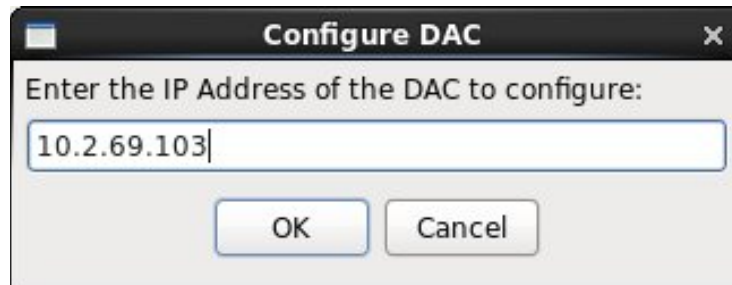 Configure DAC
Enter the IP Address of the DAC to configure:
10.2.69.103
OK Cancel